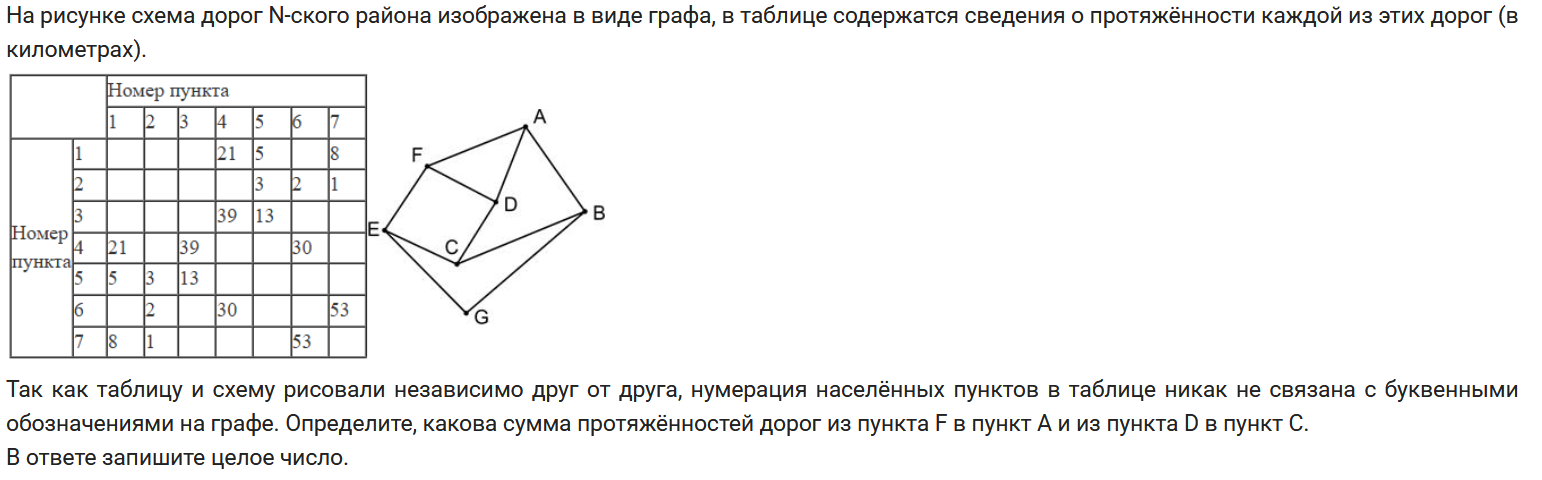 На рисунке схема дорог N-ского района изображена в виде графа, в таблице содержатся сведения о протяжённости каждой из этих дорог (в
километрах).
Номер пункта
1 2 3 4 5 6 7
1 21 5 8
2 3 2 1
3 39 13
Номер пункта
4 21 39 30
5 5 3 13
6 2 30 53
7 8 1 53
A
F
D
B
E
C
G
Так как таблицу и схему рисовали независимо друг от друга, нумерация населённых пунктов в таблице никак не связана с буквенными
обозначениями на графе. Определите, какова сумма протяжённостей дорог из пункта F в пункт A и из пункта D в пункт C.
В ответе запишите целое число.